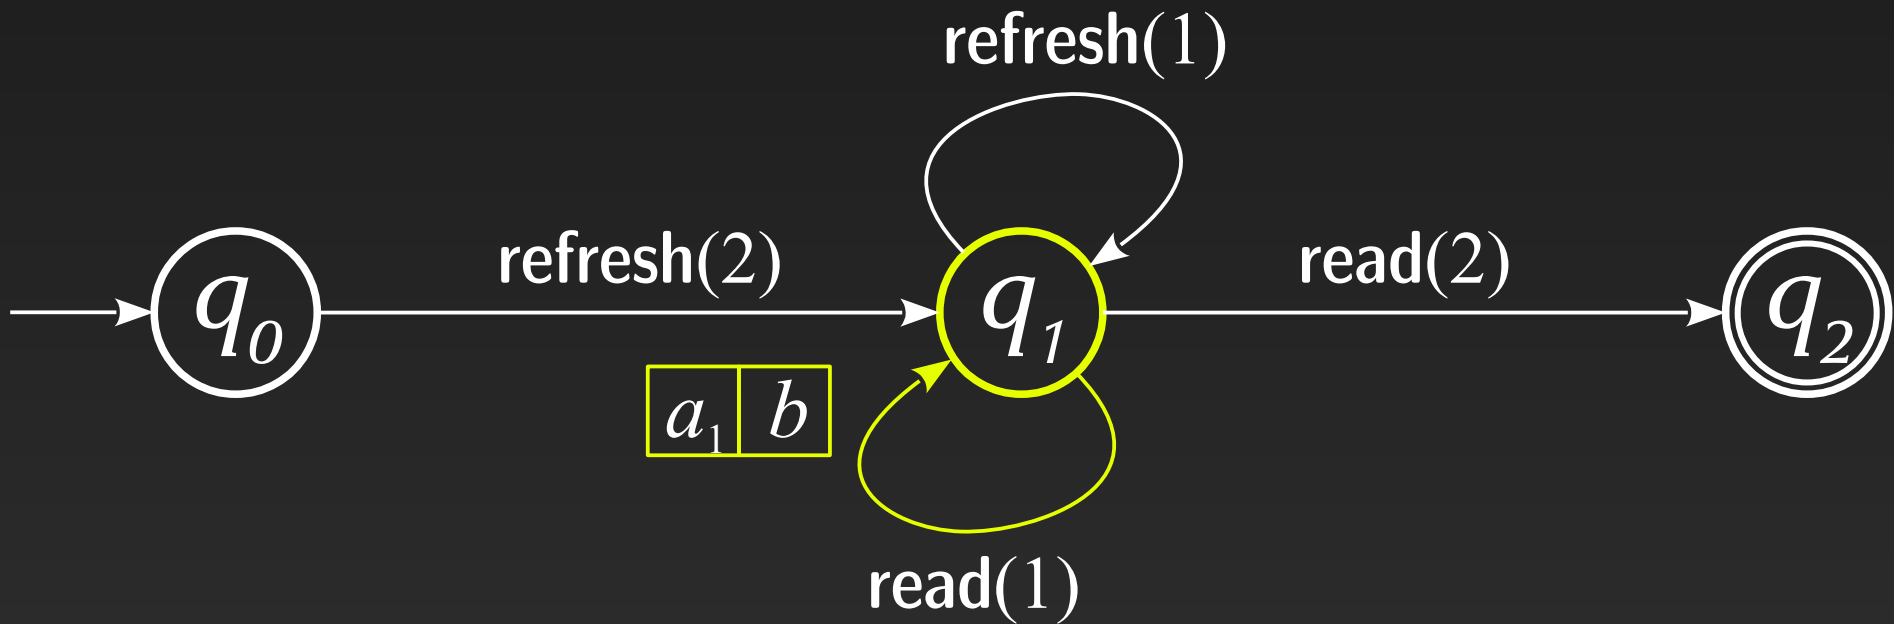 refresh(1)
refresh(2)
read(2)
q₀
q₁
q₂
a₁ b
read(1)